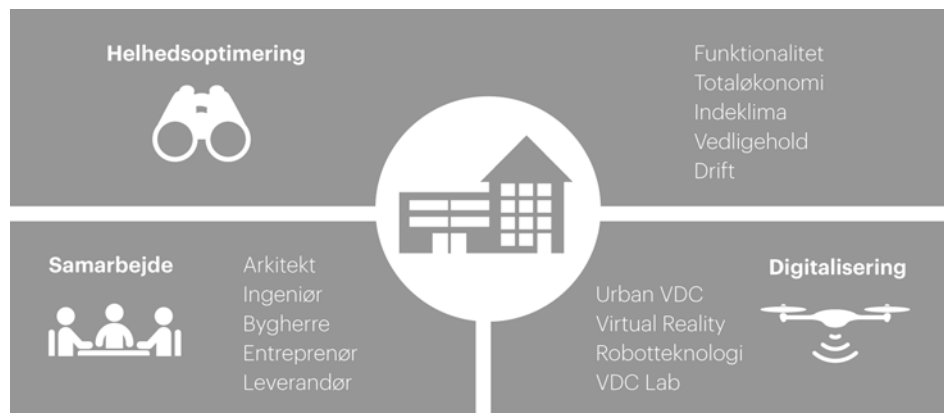 Helhedsoptimering
Funktionalitet
Totaløkonomi
Indeklima
Vedligehold
Drift
Samarbejde
Arkitekt
Ingeniør
Bygherre
Entreprenør
Leverandør
Urban VDC
Virtual Reality
Robotteknologi
VDC Lab
Digitalisering